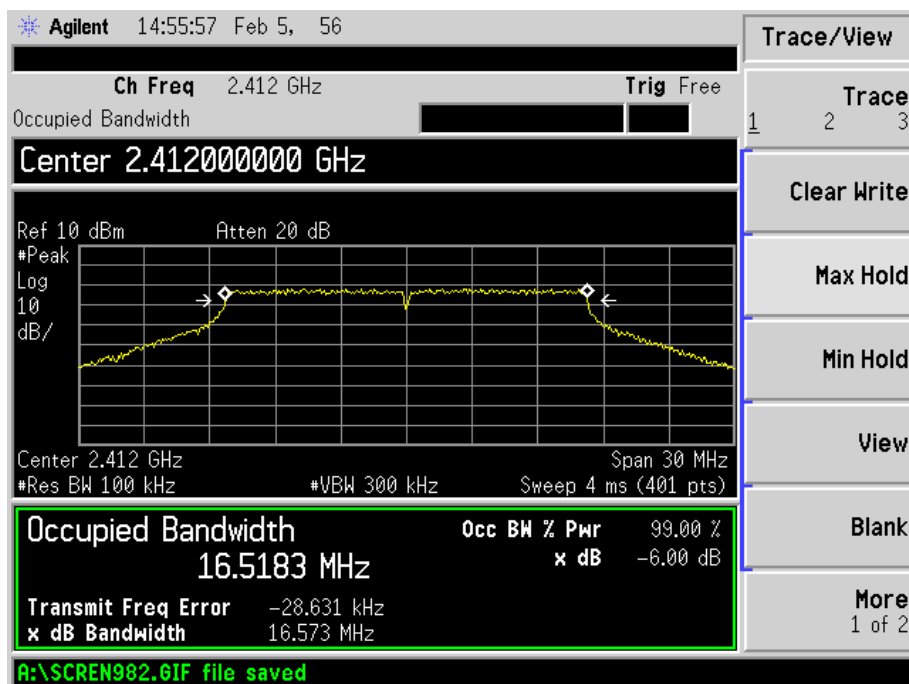 Agilent 14:55:57 Feb 5, 56
Trace/View
Ch Freq 2.412 GHz Trig Free
Occupied Bandwidth
Trace
1 2 3
Center 2.412000000 GHz
Clear Write
Ref 10 dBm Atten 20 dB
#Peak
Log
10
dB/
Max Hold
Min Hold
View
Center 2.412 GHz Span 30 MHz
#Res BW 100 kHz #VBW 300 kHz Sweep 4 ms (401 pts)
Blank
Occupied Bandwidth Occ BW % Pwr 99.00 %
16.5183 MHz x dB -6.00 dB
Transmit Freq Error -28.631 kHz
x dB Bandwidth 16.573 MHz
More
1 of 2
A:\SCREN982.GIF file saved